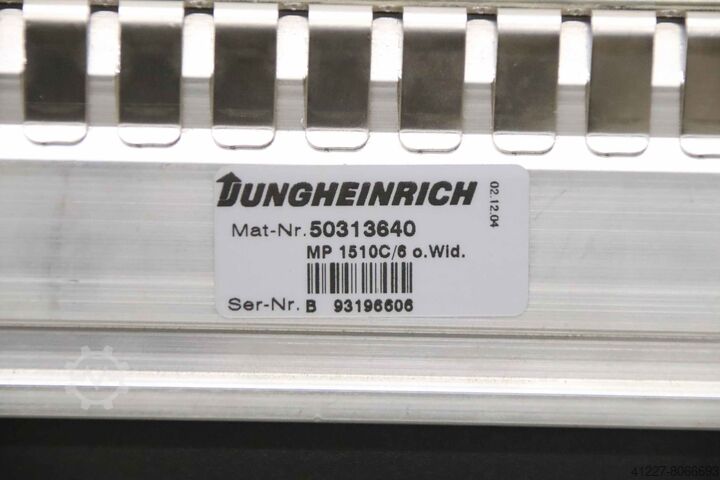 JUNGHEINRICH
02.12.04
Mat-Nr. 50313640
MP 1510C/6 o.Wid.
Ser-Nr. B 93196606
41227-8066693